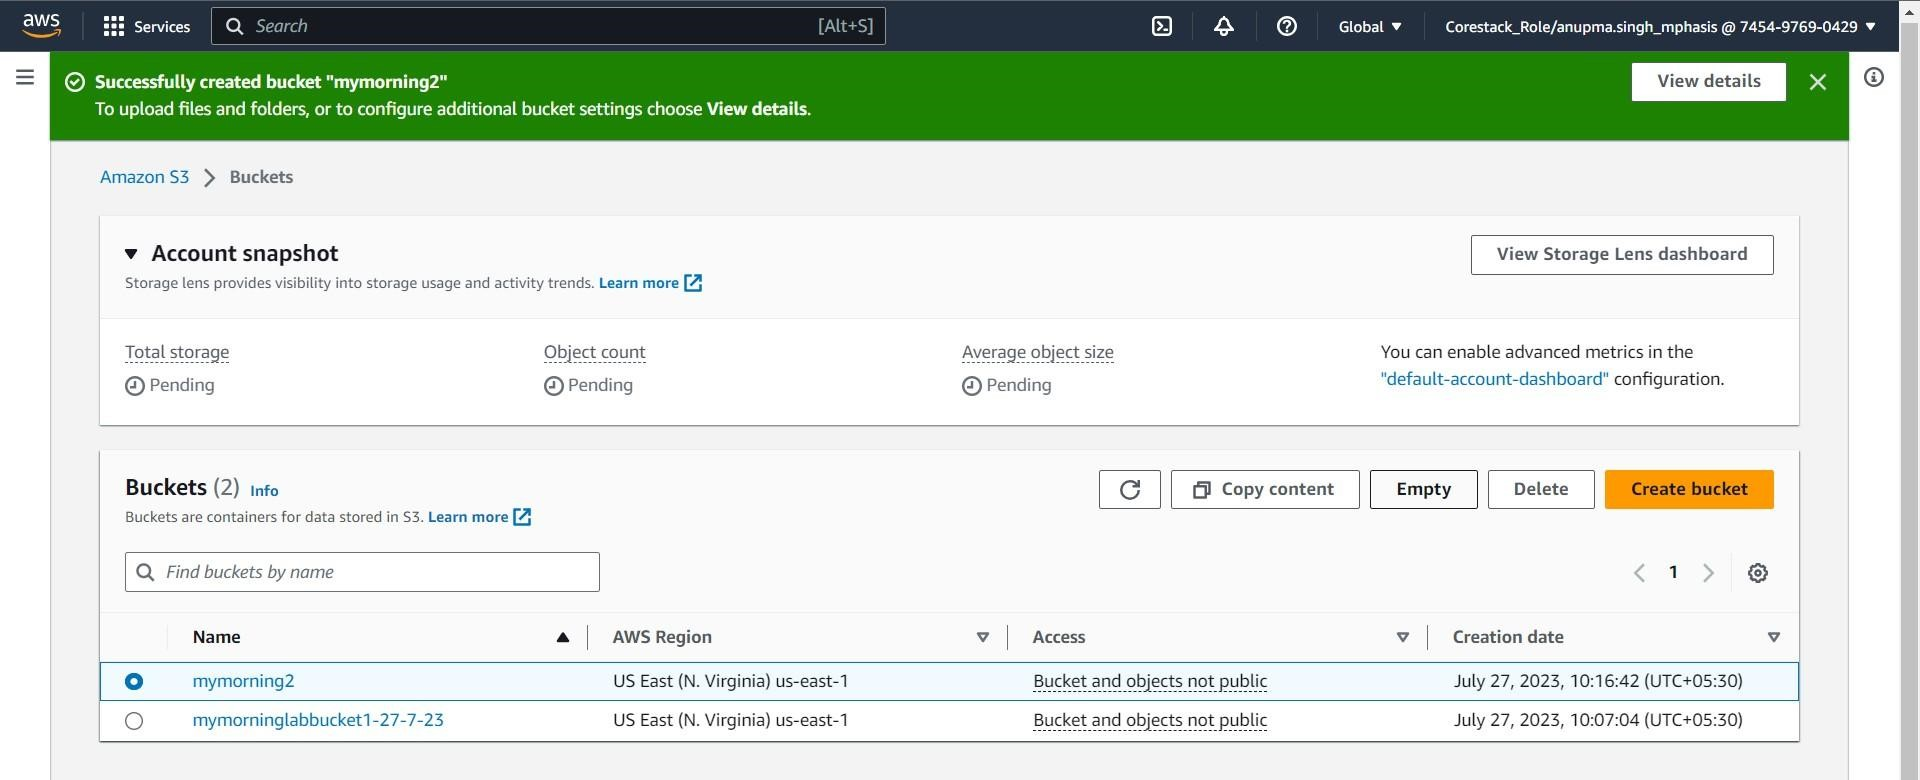 aws Services Search [Alt+S] Global Corestack_Role/anupma.singh_mphasis @ 7454-9769-0429
Successfully created bucket "mymorning2" View details
To upload files and folders, or to configure additional bucket settings choose View details.
Amazon S3 Buckets
Account snapshot View Storage Lens dashboard
Storage lens provides visibility into storage usage and activity trends. Learn more
Total storage Object count Average object size You can enable advanced metrics in the
Pending Pending Pending "default-account-dashboard" configuration.
Buckets (2) Info Copy content Empty Delete Create bucket
Buckets are containers for data stored in S3. Learn more
Find buckets by name 1
Name AWS Region Access Creation date
mymorning2 US East (N. Virginia) us-east-1 Bucket and objects not public July 27, 2023, 10:16:42 (UTC+05:30)
mymorninglabbucket1-27-7-23 US East (N. Virginia) us-east-1 Bucket and objects not public July 27, 2023, 10:07:04 (UTC+05:30)